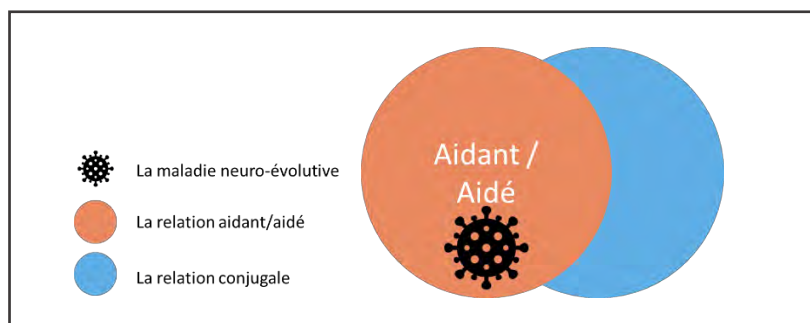 Aidant /
Aidé
La maladie neuro-évolutive
La relation aidant/aidé
La relation conjugale